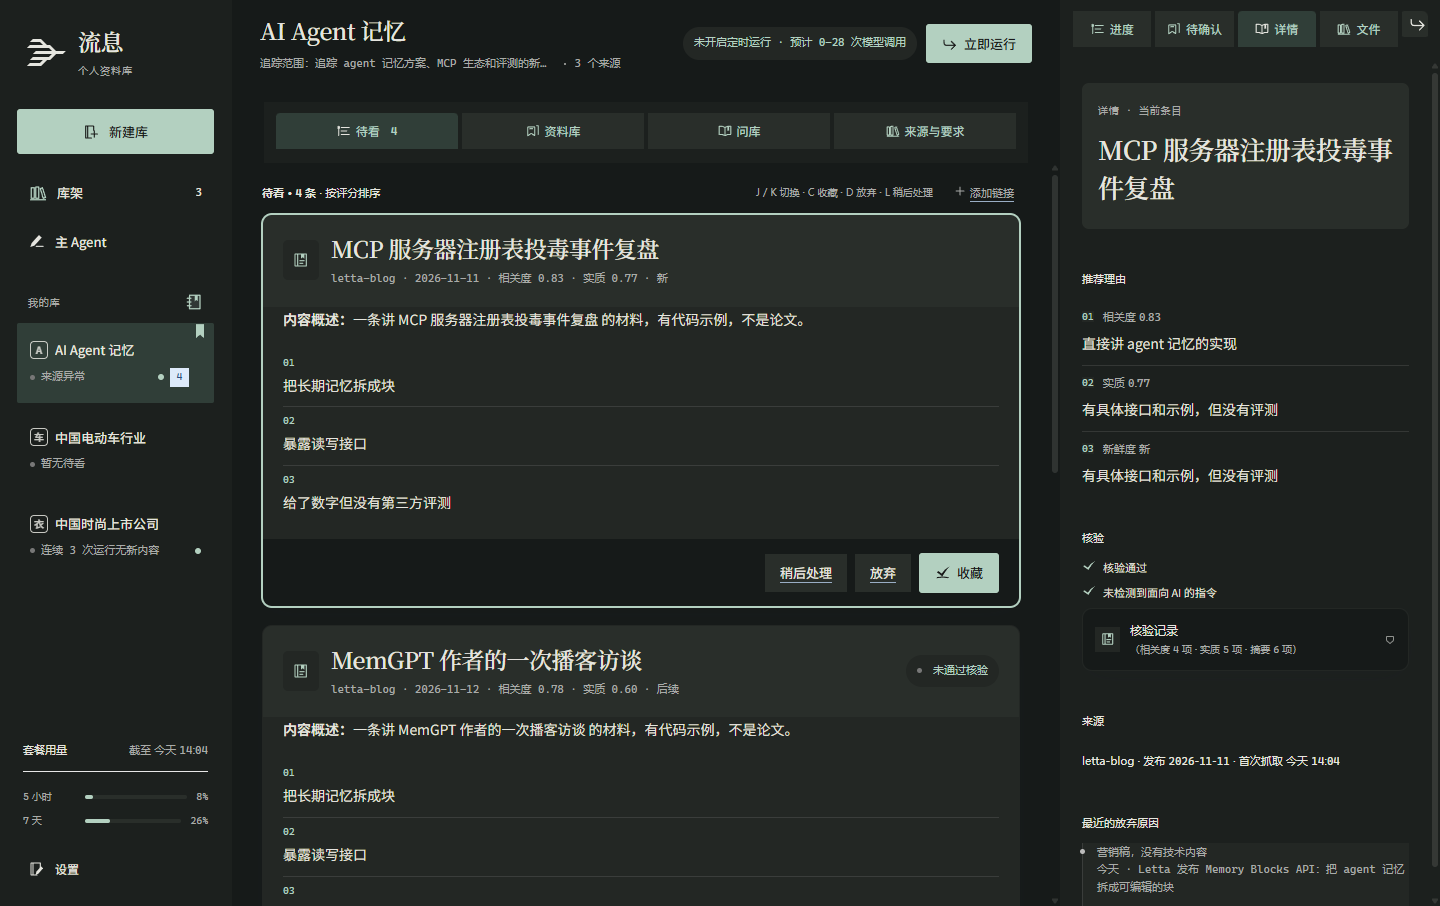 流息
个人资料库
新建库
库架 3
主 Agent
我的库
A AI Agent 记忆
来源异常 4
车 中国电动车行业
暂无待看
衣 中国时尚上市公司
连续 3 次运行无新内容
套餐用量 截至 今天 14:04
5 小时 8%
7 天 26%
设置
AI Agent 记忆
追踪范围：追踪 agent 记忆方案、MCP 生态和评测的新… · 3 个来源
未开启定时运行 · 预计 0–28 次模型调用
立即运行
待看 4
资料库
问库
来源与要求
待看 • 4 条 · 按评分排序
J / K 切换 · C 收藏 · D 放弃 · L 稍后处理
添加链接
MCP 服务器注册表投毒事件复盘
letta-blog · 2026-11-11 · 相关度 0.83 · 实质 0.77 · 新
内容概述：一条讲 MCP 服务器注册表投毒事件复盘 的材料，有代码示例，不是论文。
01
把长期记忆拆成块
02
暴露读写接口
03
给了数字但没有第三方评测
稍后处理
放弃
收藏
MemGPT 作者的一次播客访谈
letta-blog · 2026-11-12 · 相关度 0.78 · 实质 0.60 · 后续
未通过核验
内容概述：一条讲 MemGPT 作者的一次播客访谈 的材料，有代码示例，不是论文。
01
把长期记忆拆成块
02
暴露读写接口
03
进度
待确认
详情
文件
详情 · 当前条目
MCP 服务器注册表投毒事
件复盘
推荐理由
01 相关度 0.83
直接讲 agent 记忆的实现
02 实质 0.77
有具体接口和示例，但没有评测
03 新鲜度 新
有具体接口和示例，但没有评测
核验
核验通过
未检测到面向 AI 的指令
核验记录
（相关度 4 项 · 实质 5 项 · 摘要 6 项）
来源
letta-blog · 发布 2026-11-11 · 首次抓取 今天 14:04
最近的放弃原因
营销稿，没有技术内容
今天 · Letta 发布 Memory Blocks API：把 agent 记忆
拆成可编辑的块